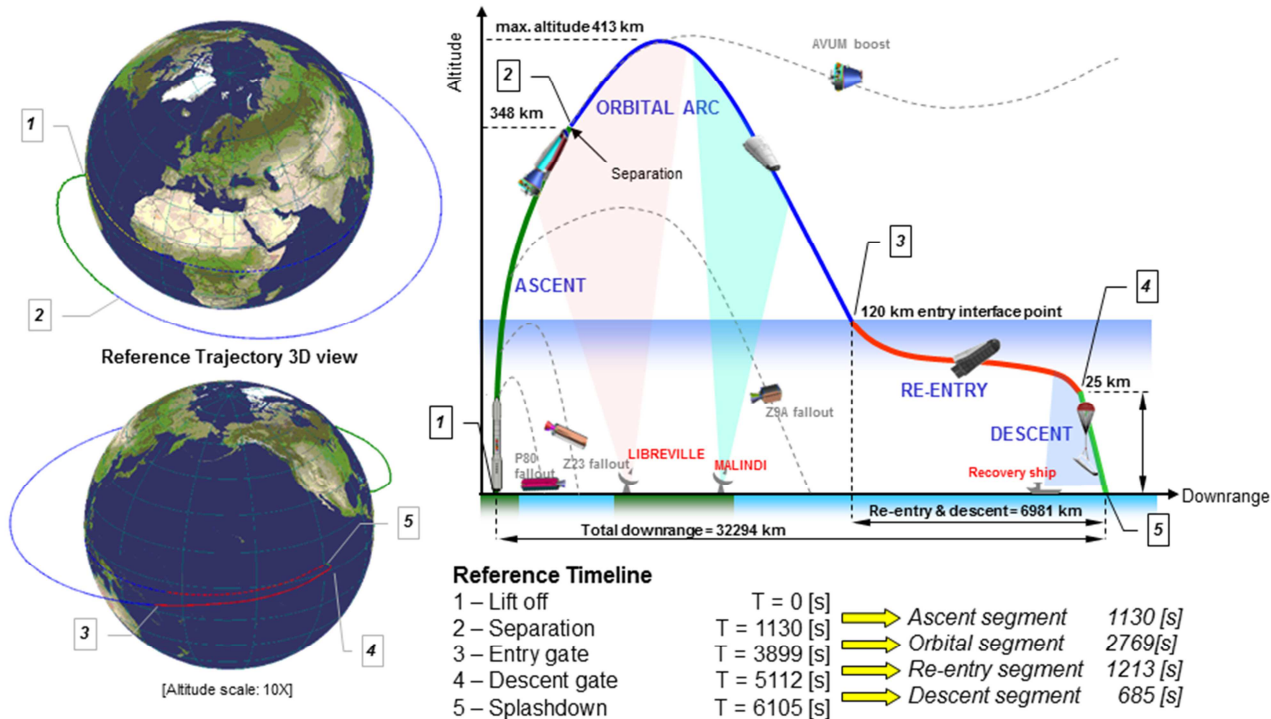 1
2
Reference Trajectory 3D view
5
3
4
[Altitude scale: 10X]
Altitude
max. altitude 413 km
2
348 km
ORBITAL ARC
AVUM boost
Separation
ASCENT
3
4
120 km entry interface point
RE-ENTRY
25 km
DESCENT
1
P80
fallout
Z23 fallout
LIBREVILLE
MALINDI
Z9A fallout
Recovery ship
Downrange
Re-entry & descent = 6981 km
5
Total downrange = 32294 km
Reference Timeline
1 – Lift off T = 0 [s]
2 – Separation T = 1130 [s]
3 – Entry gate T = 3899 [s]
4 – Descent gate T = 5112 [s]
5 – Splashdown T = 6105 [s]
Ascent segment 1130 [s]
Orbital segment 2769 [s]
Re-entry segment 1213 [s]
Descent segment 685 [s]